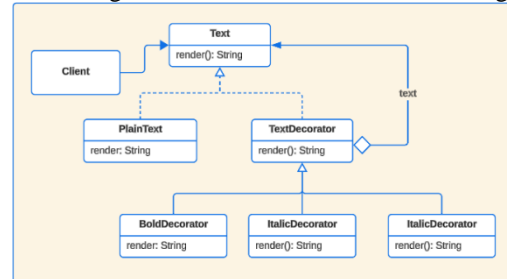 Text
render(): String
Client
text
PlainText
render: String
TextDecorator
render(): String
BoldDecorator
render: String
ItalicDecorator
render(): String
ItalicDecorator
render(): String